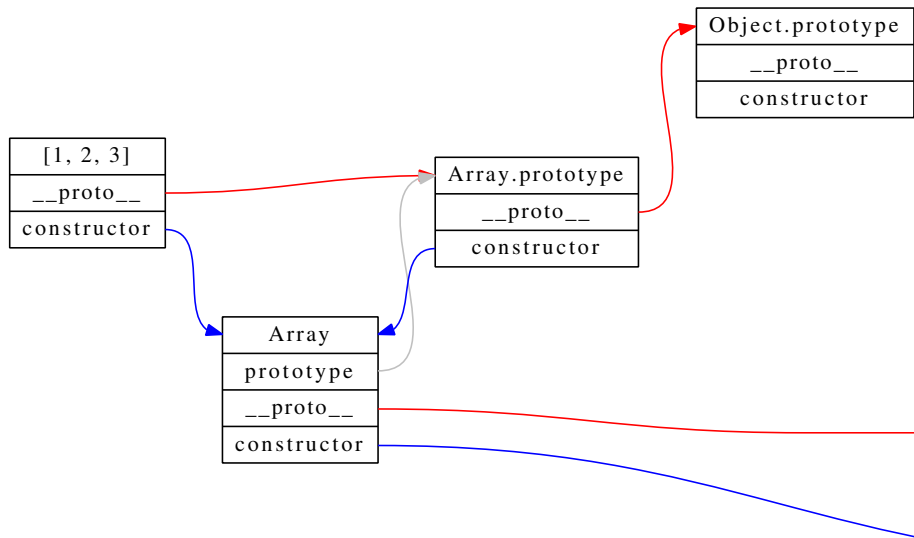 Object.prototype
__proto__
constructor
[1, 2, 3]
__proto__
constructor
Array.prototype
__proto__
constructor
Array
prototype
__proto__
constructor